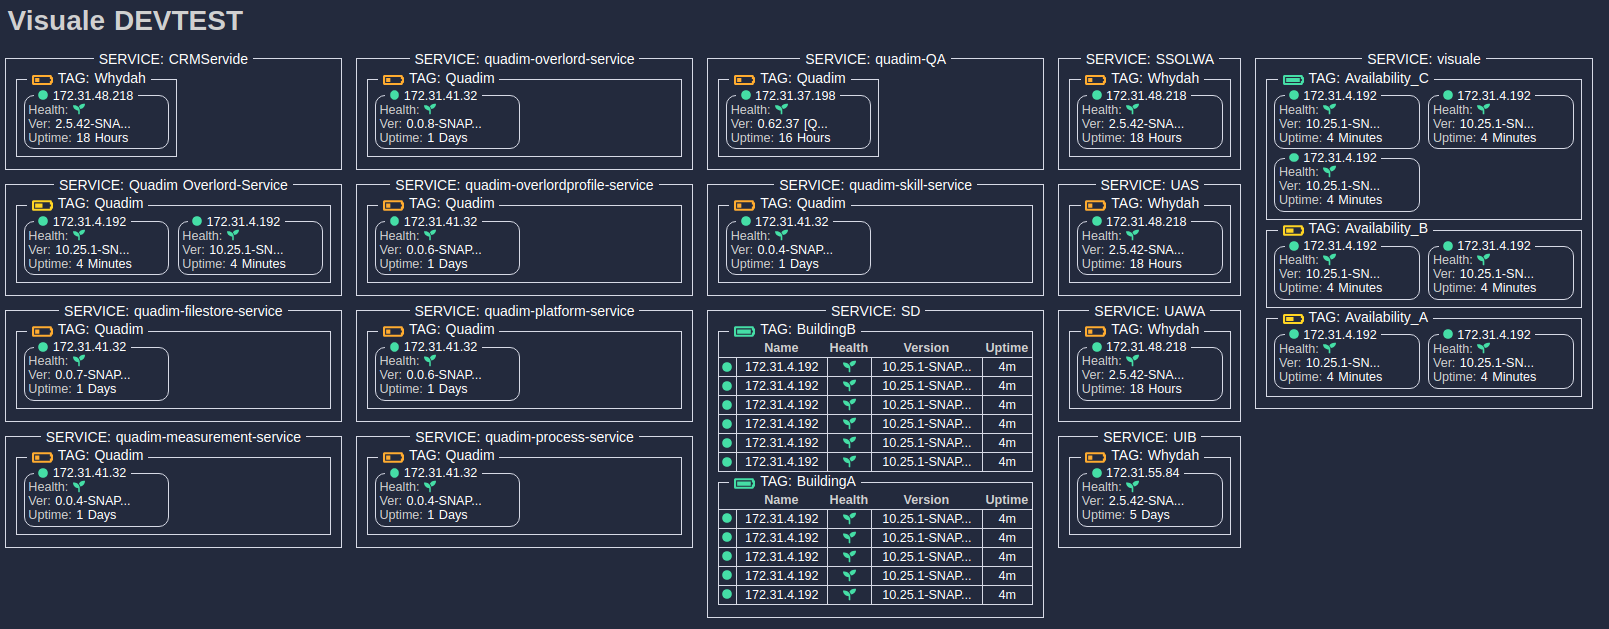 Visuale DEVTEST
SERVICE: CRMServide
TAG: Whydah
172.31.48.218
Health:
Ver: 2.5.42-SNA...
Uptime: 18 Hours
SERVICE: Quadim Overlord-Service
TAG: Quadim
172.31.4.192
Health:
Ver: 10.25.1-SN...
Uptime: 4 Minutes
172.31.4.192
Health:
Ver: 10.25.1-SN...
Uptime: 4 Minutes
SERVICE: quadim-filestore-service
TAG: Quadim
172.31.41.32
Health:
Ver: 0.0.7-SNAP...
Uptime: 1 Days
SERVICE: quadim-measurement-service
TAG: Quadim
172.31.41.32
Health:
Ver: 0.0.4-SNAP...
Uptime: 1 Days
SERVICE: quadim-overlord-service
TAG: Quadim
172.31.41.32
Health:
Ver: 0.0.8-SNAP...
Uptime: 1 Days
SERVICE: quadim-overlordprofile-service
TAG: Quadim
172.31.41.32
Health:
Ver: 0.0.6-SNAP...
Uptime: 1 Days
SERVICE: quadim-platform-service
TAG: Quadim
172.31.41.32
Health:
Ver: 0.0.6-SNAP...
Uptime: 1 Days
SERVICE: quadim-process-service
TAG: Quadim
172.31.41.32
Health:
Ver: 0.0.4-SNAP...
Uptime: 1 Days
SERVICE: quadim-QA
TAG: Quadim
172.31.37.198
Health:
Ver: 0.62.37 [Q...
Uptime: 16 Hours
SERVICE: quadim-skill-service
TAG: Quadim
172.31.41.32
Health:
Ver: 0.0.4-SNAP...
Uptime: 1 Days
SERVICE: SD
TAG: BuildingB
Name Health Version Uptime
172.31.4.192 10.25.1-SNAP... 4m
172.31.4.192 10.25.1-SNAP... 4m
172.31.4.192 10.25.1-SNAP... 4m
172.31.4.192 10.25.1-SNAP... 4m
172.31.4.192 10.25.1-SNAP... 4m
172.31.4.192 10.25.1-SNAP... 4m
TAG: BuildingA
Name Health Version Uptime
172.31.4.192 10.25.1-SNAP... 4m
172.31.4.192 10.25.1-SNAP... 4m
172.31.4.192 10.25.1-SNAP... 4m
172.31.4.192 10.25.1-SNAP... 4m
172.31.4.192 10.25.1-SNAP... 4m
SERVICE: SSOLWA
TAG: Whydah
172.31.48.218
Health:
Ver: 2.5.42-SNA...
Uptime: 18 Hours
SERVICE: UAS
TAG: Whydah
172.31.48.218
Health:
Ver: 2.5.42-SNA...
Uptime: 18 Hours
SERVICE: UAWA
TAG: Whydah
172.31.48.218
Health:
Ver: 2.5.42-SNA...
Uptime: 18 Hours
SERVICE: UIB
TAG: Whydah
172.31.55.84
Health:
Ver: 2.5.42-SNA...
Uptime: 5 Days
SERVICE: visuale
TAG: Availability_C
172.31.4.192
Health:
Ver: 10.25.1-SN...
Uptime: 4 Minutes
172.31.4.192
Health:
Ver: 10.25.1-SN...
Uptime: 4 Minutes
172.31.4.192
Health:
Ver: 10.25.1-SN...
Uptime: 4 Minutes
TAG: Availability_B
172.31.4.192
Health:
Ver: 10.25.1-SN...
Uptime: 4 Minutes
172.31.4.192
Health:
Ver: 10.25.1-SN...
Uptime: 4 Minutes
TAG: Availability_A
172.31.4.192
Health:
Ver: 10.25.1-SN...
Uptime: 4 Minutes
172.31.4.192
Health:
Ver: 10.25.1-SN...
Uptime: 4 Minutes